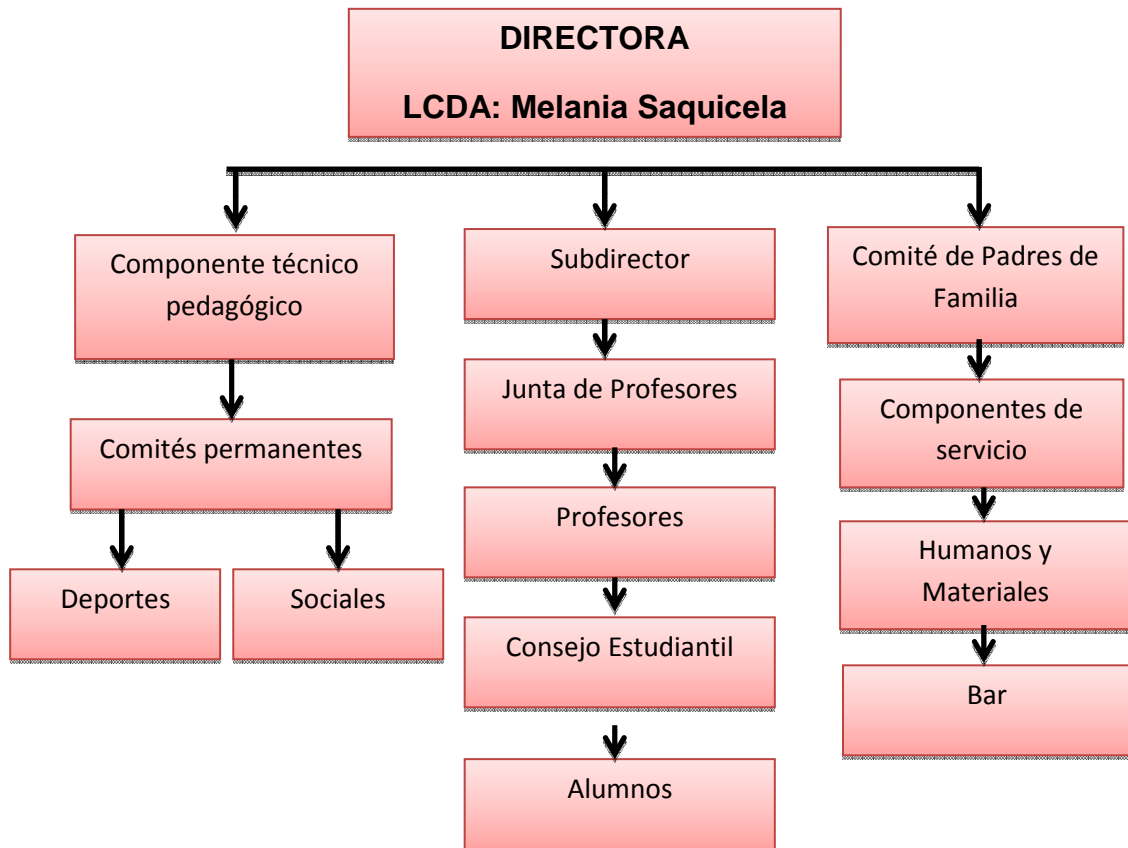 DIRECTORA
LCDA: Melania Saquicela
Componente técnico
pedagógico
Subdirector
Comité de Padres de
Familia
Junta de Profesores
Componentes de
servicio
Comités permanentes
Profesores
Humanos y
Materiales
Deportes
Sociales
Consejo Estudiantil
Bar
Alumnos